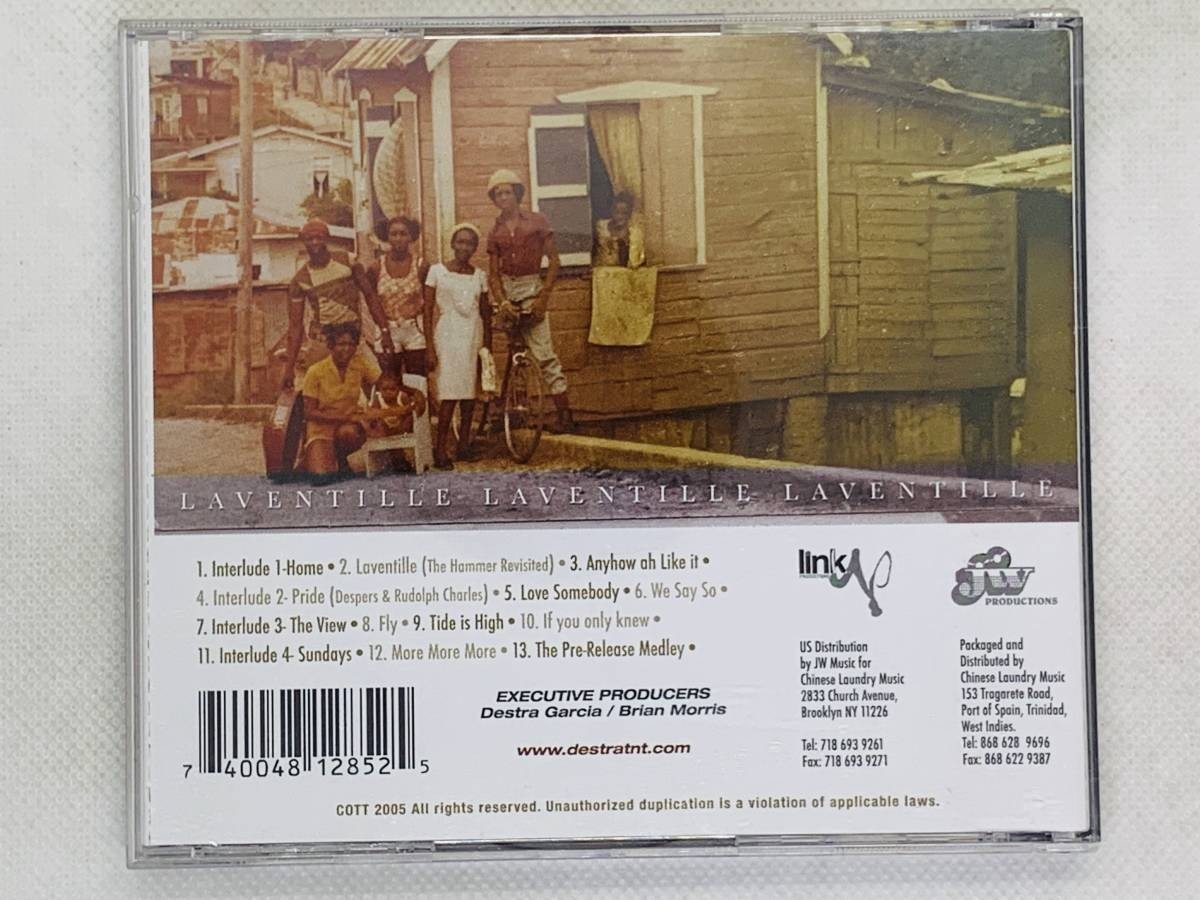 LAVENTILLE LAVENTILLE LAVENTILLE
1. Interlude 1-Home • 2. Laventille (The Hammer Revisited) • 3. Anyhow ah Like it •
4. Interlude 2- Pride (Despers & Rudolph Charles) • 5. Love Somebody • 6. We Say So •
7. Interlude 3- The View • 8. Fly • 9. Tide is High • 10. If you only knew •
11. Interlude 4- Sundays • 12. More More More • 13. The Pre-Release Medley •
EXECUTIVE PRODUCERS
Destra Garcia / Brian Morris
www.destratnt.com
7 40048 12852 5
link up
PRODUCTIONS
US Distribution
by JW Music for
Chinese Laundry Music
2833 Church Avenue,
Brooklyn NY 11226
Tel: 718 693 9261
Fax: 718 693 9271
JW
PRODUCTIONS
Packaged and
Distributed by
Chinese Laundry Music
153 Tragarete Road,
Port of Spain, Trinidad,
West Indies.
Tel: 868 628 9696
Fax: 868 622 9387
COTT 2005 All rights reserved. Unauthorized duplication is a violation of applicable laws.